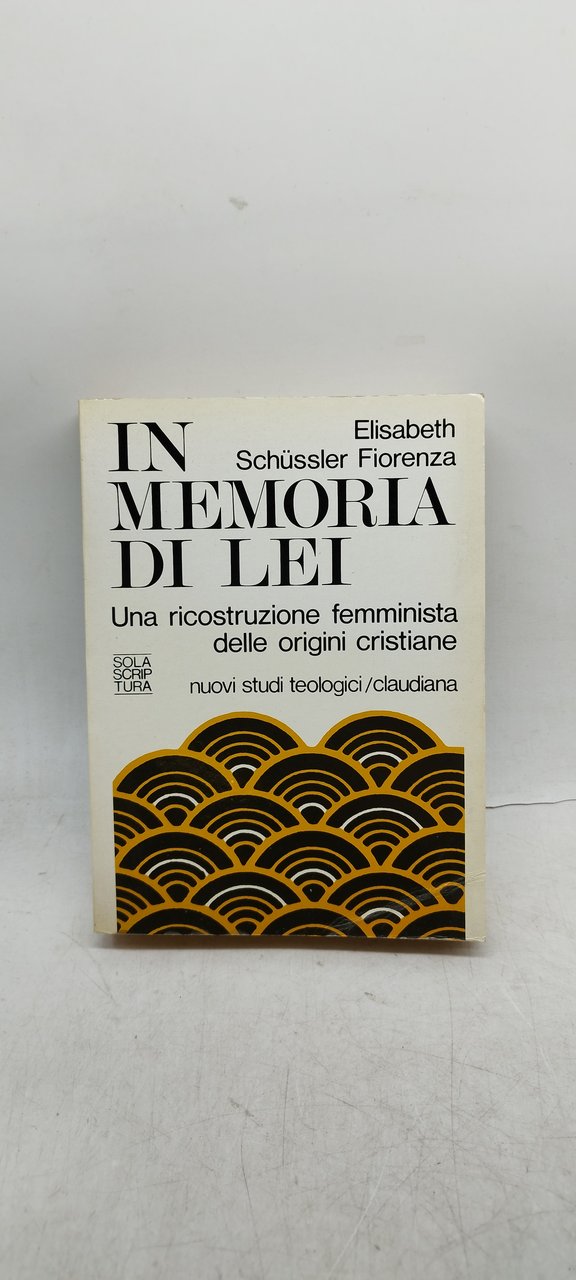 IN
Elisabeth
Schüssler Fiorenza
MEMORIA
DI LEI
Una ricostruzione femminista
delle origini cristiane
SOLA
SCRIP
TURA
nuovi studi teologici/claudiana